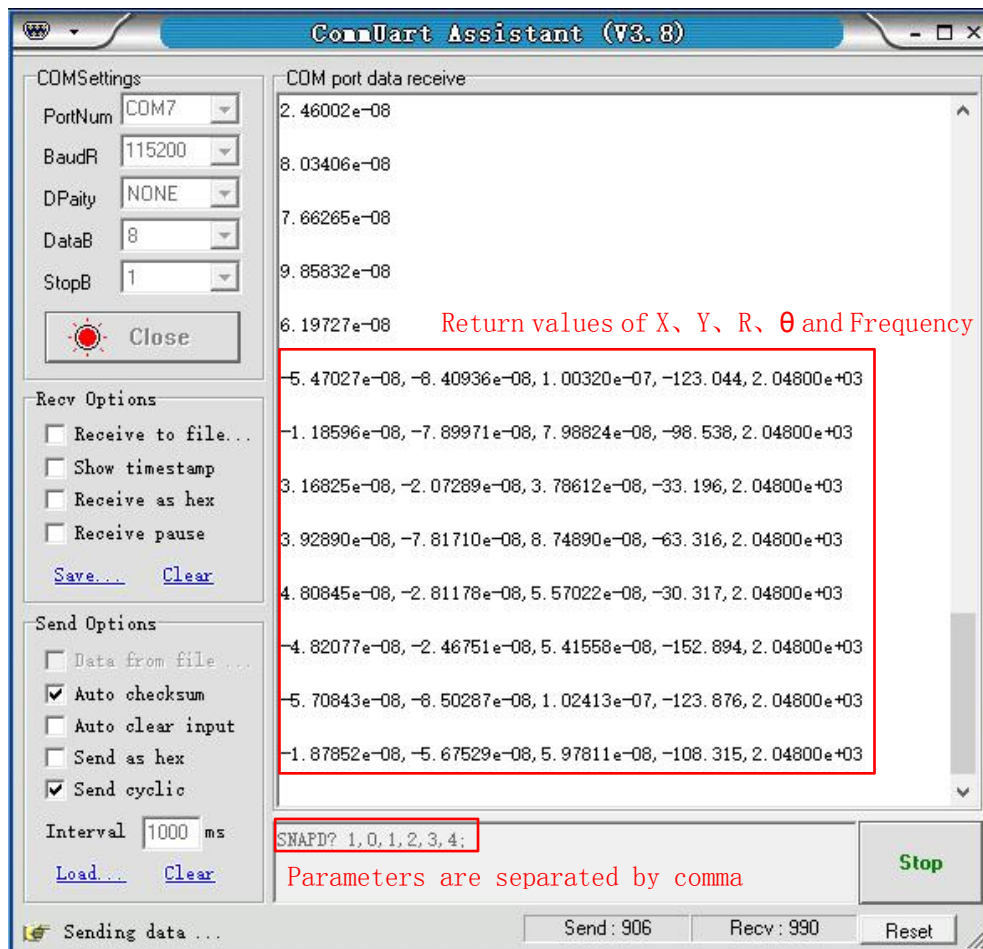 CommUart Assistant (V3.8)
COMSettings
PortNum COM7
BaudR 115200
DPaity NONE
DataB 8
StopB 1
Close
Recv Options
Receive to file...
Show timestamp
Receive as hex
Receive pause
Save... Clear
Send Options
Data from file ...
Auto checksum
Auto clear input
Send as hex
Send cyclic
Interval 1000 ms
Load... Clear
COM port data receive
2.46002e-08
8.03406e-08
7.66265e-08
9.85832e-08
6.19727e-08
Return values of X、Y、R、θ and Frequency
-5.47027e-08,-8.40936e-08,1.00320e-07,-123.044,2.04800e+03
-1.18596e-08,-7.89971e-08,7.98824e-08,-98.538,2.04800e+03
3.16825e-08,-2.07289e-08,3.78612e-08,-33.196,2.04800e+03
3.92890e-08,-7.81710e-08,8.74890e-08,-63.316,2.04800e+03
4.80845e-08,-2.81178e-08,5.57022e-08,-30.317,2.04800e+03
-4.82077e-08,-2.46751e-08,5.41558e-08,-152.894,2.04800e+03
-5.70843e-08,-8.50287e-08,1.02413e-07,-123.876,2.04800e+03
-1.87852e-08,-5.67529e-08,5.97811e-08,-108.315,2.04800e+03
SNAPD? 1,0,1,2,3,4;
Parameters are separated by comma
Stop
Sending data ...
Send : 906
Recv : 990
Reset